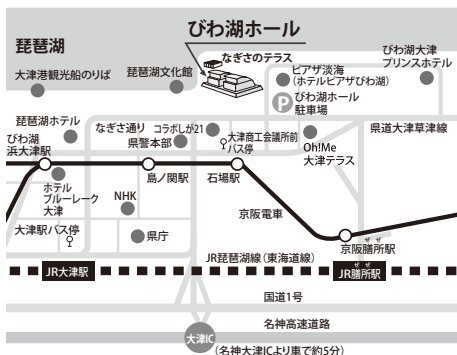 びわ湖ホール
琵琶湖
なぎさのテラス
大津港観光船のりば
琵琶湖文化館
ピアザ淡海
(ホテルピアザびわ湖)
びわ湖大津
プリンスホテル
P
びわ湖ホール
駐車場
琵琶湖ホテル
なぎさ通り
コラボしが21
県警本部
大津商工会議所前
バス停
県道大津草津線
Oh!Me
大津テラス
びわ湖
浜大津駅
島ノ関駅
石場駅
ホテル
ブルーレーク
大津
NHK
京阪電車
大津駅バス停
県庁
ぜぜ
京阪膳所駅
JR琵琶湖線(東海道線)
JR大津駅
ぜぜ
JR膳所駅
国道1号
名神高速道路
大津IC
(名神大津ICより車で約5分)